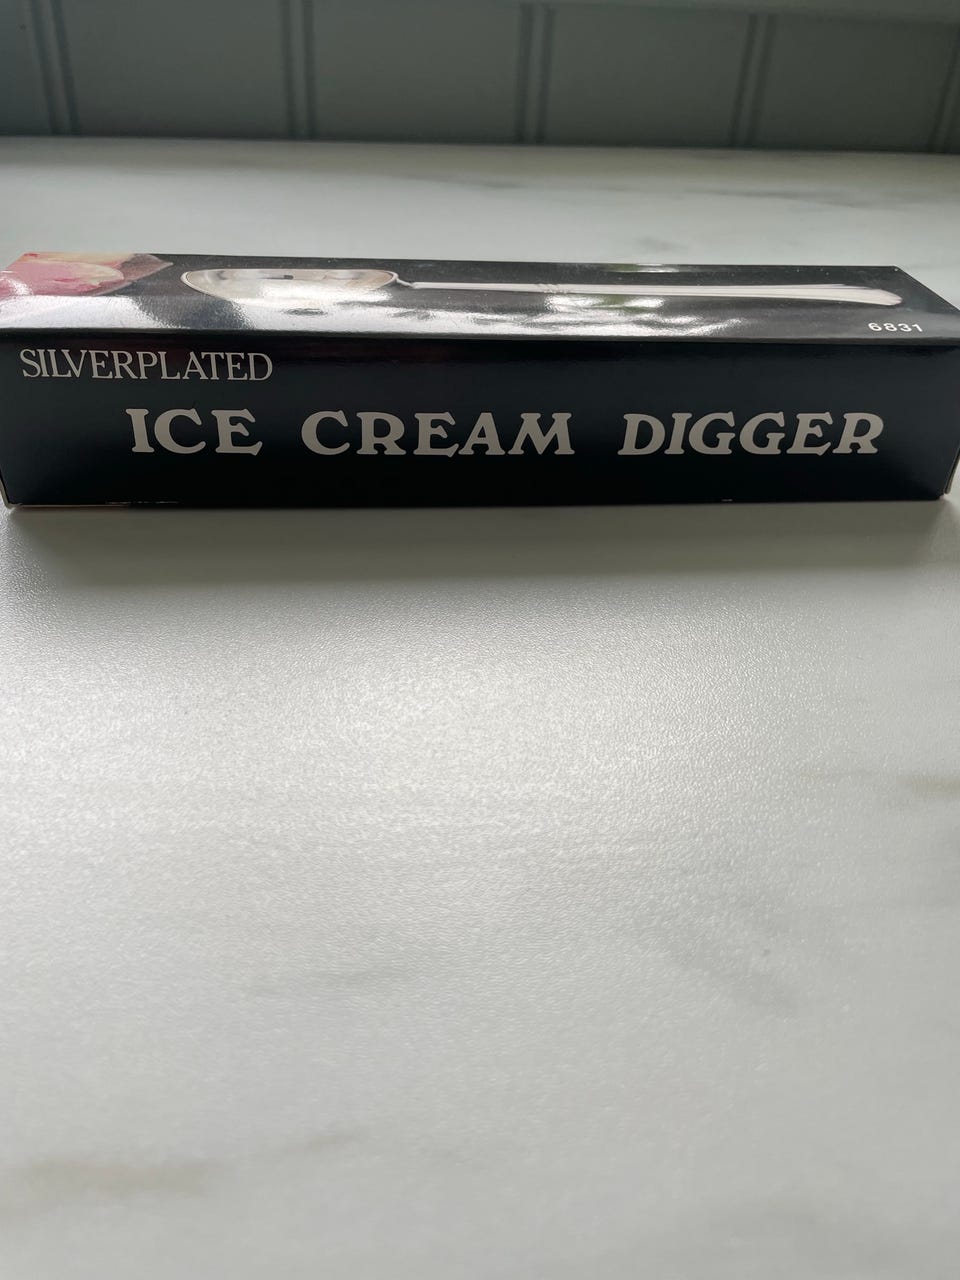 6831
SILVERPLATED
ICE CREAM DIGGER